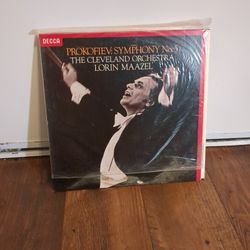 DECCA
PROKOFIEV: SYMPHONY No. 5
THE CLEVELAND ORCHESTRA
LORIN MAAZEL